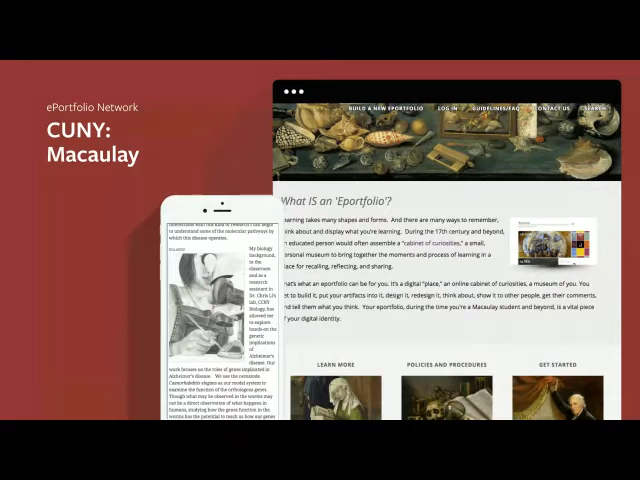 ePortfolio Network
CUNY:
Macaulay
BUILD A NEW EPORTFOLIO LOG IN GUIDELINES/FAQ CONTACT US SEARCH
What IS an 'Eportfolio'?
earning takes many shapes and forms. And there are many ways to remember,
hink about and display what you're learning. During the 17th century and beyond,
n educated person would often assemble a "cabinet of curiosities," a small,
ersonal museum to bring together the moments and process of learning in a
lace for recalling, reflecting, and sharing.
hat's what an eportfolio can be for you. It's a digital "place," an online cabinet of curiosities, a museum of you. You
et to build it, put your artifacts into it, design it, redesign it, think about, show it to other people, get their comments,
nd tell them what you think. Your eportfolio, during the time you're a Macaulay student and beyond, is a vital piece
f your digital identity.
LEARN MORE
POLICIES AND PROCEDURES
GET STARTED
to understand some of the molecular pathways by
which this disease operates.
My biology
background,
in the
classroom
and as a
research
assistant in
Dr. Chris Li's
lab, CCNY
Biology, has
allowed me
to explore
hands-on the
genetic
implications
of
Alzheimer's
disease. Our
work focuses on the roles of genes implicated in
Alzheimer's disease. We use the nematode
Caenorhabditis elegans as our model system to
examine the function of the orthologous genes.
Though what may be observed in the worms may
not be a direct observation of what happens in
humans, studying how the genes function in the
worms has the potential to teach us how our genes